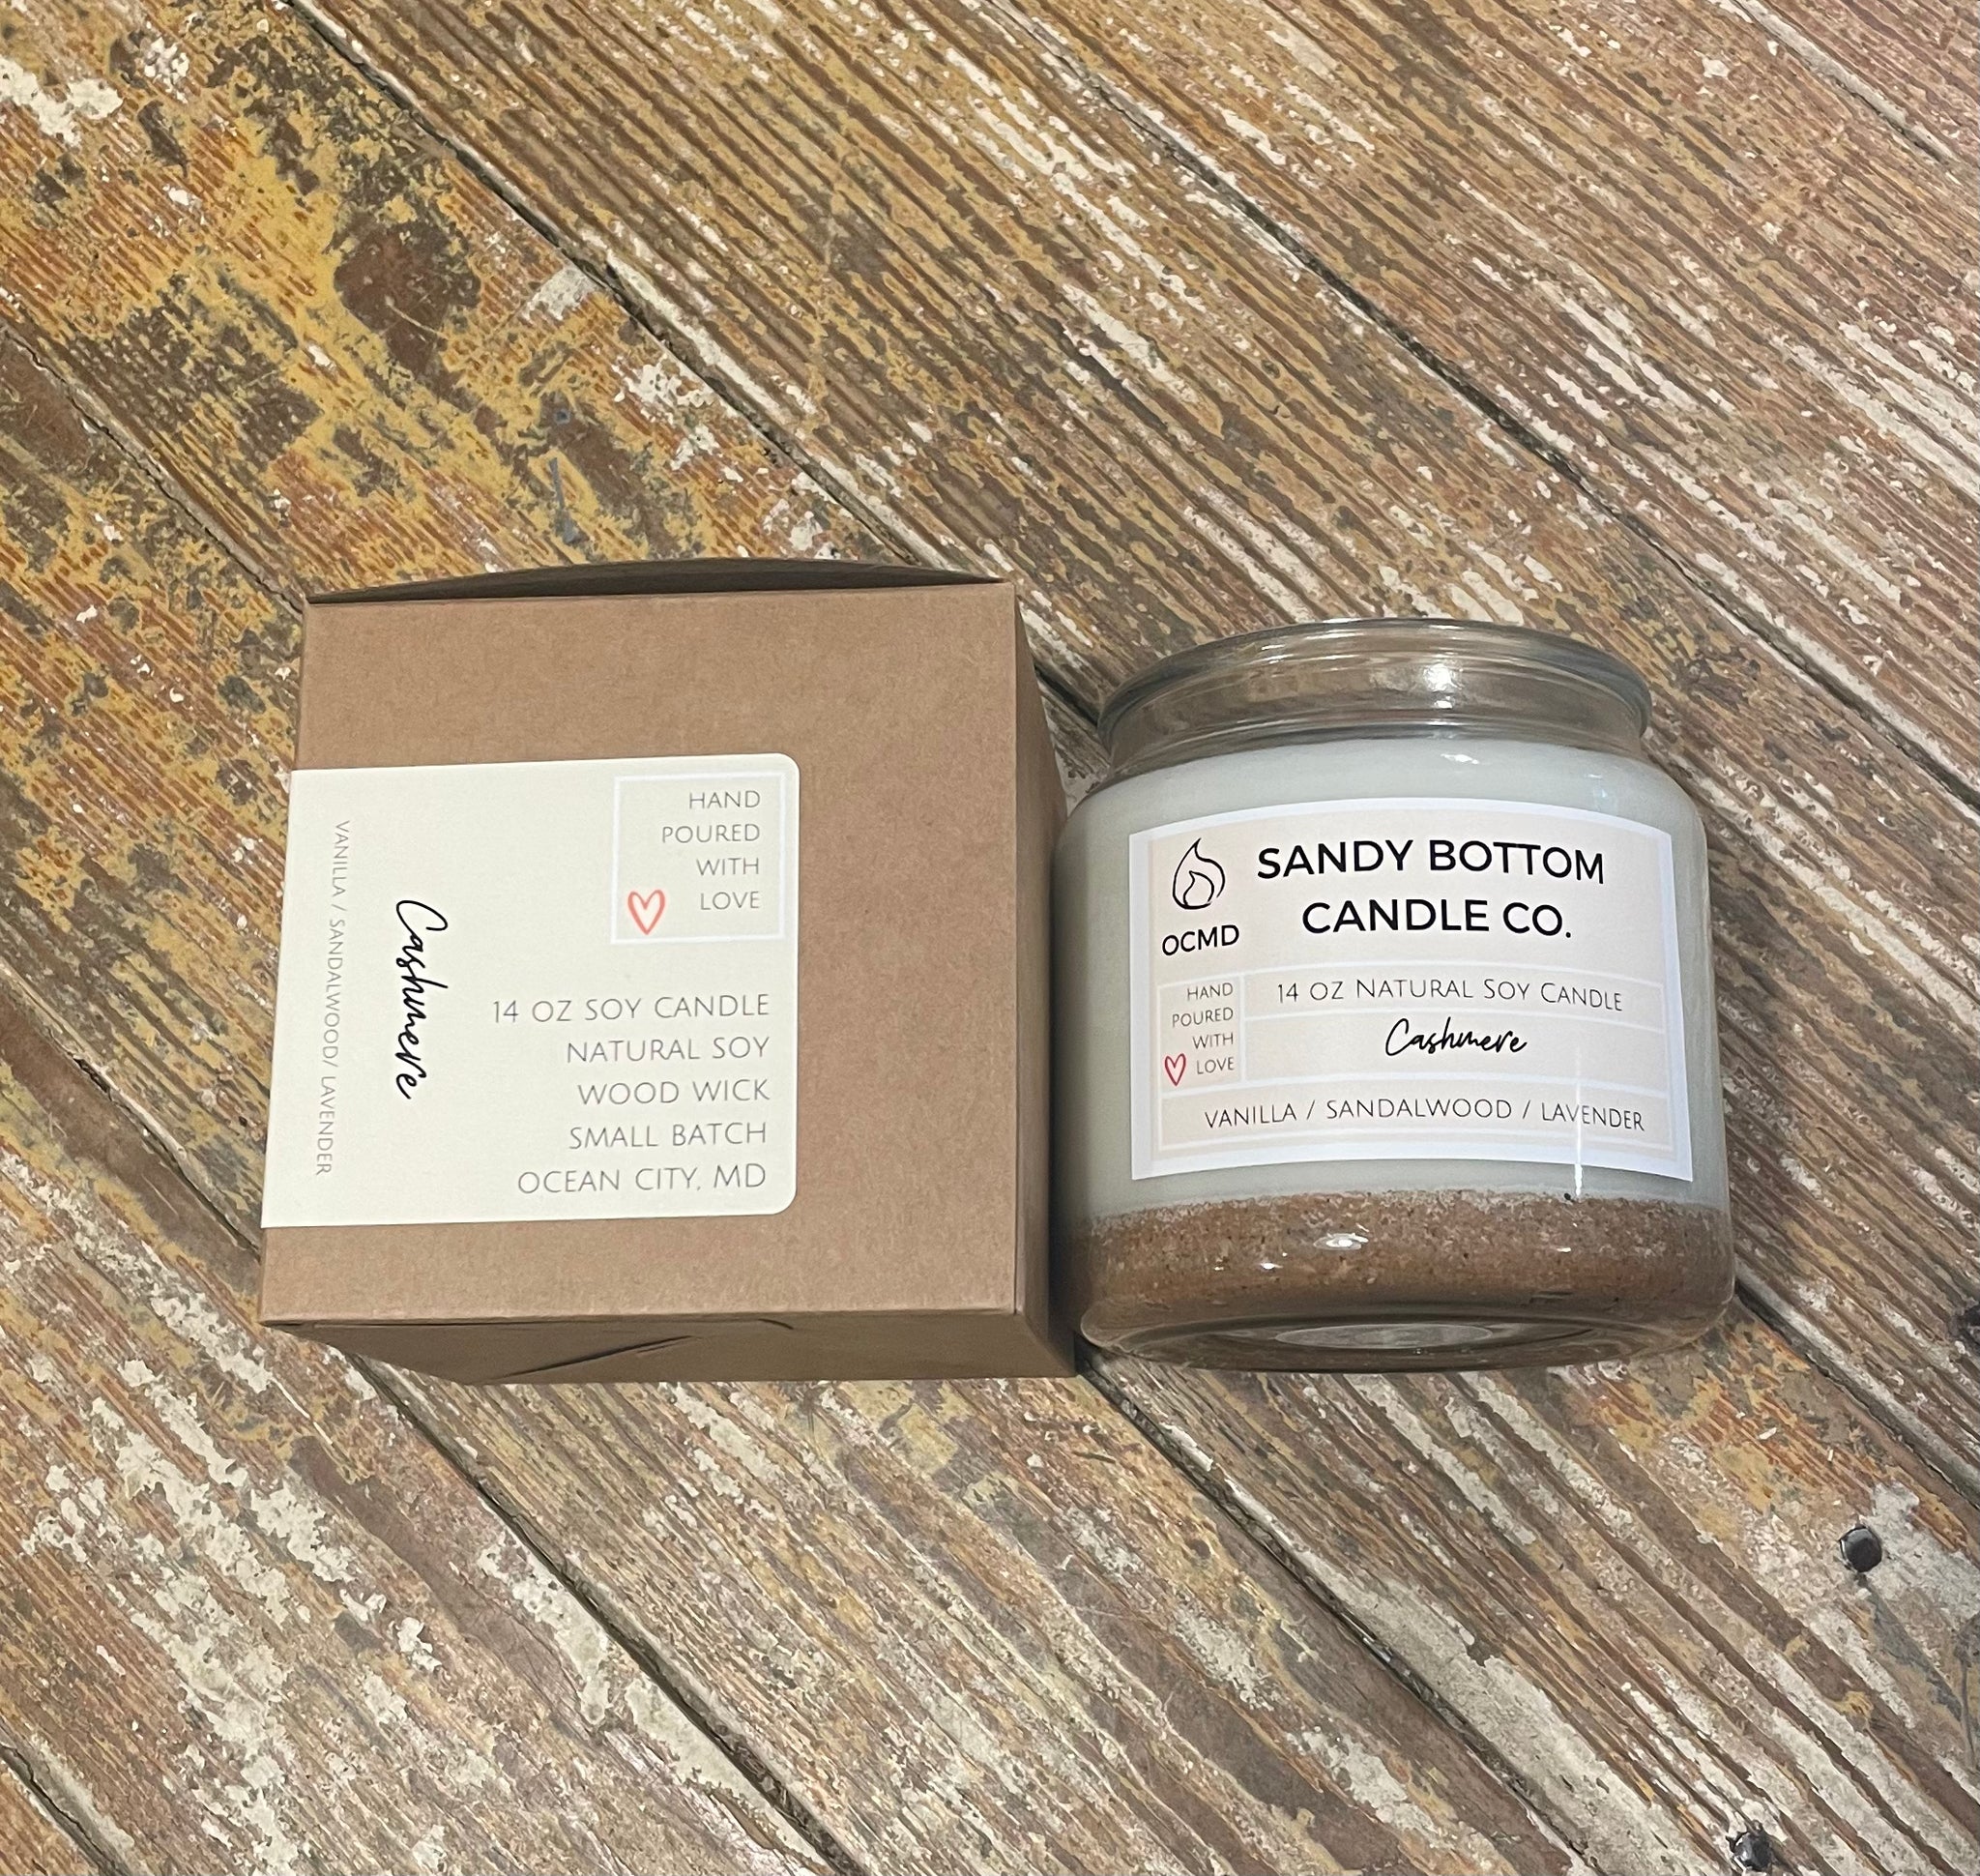 HAND
POURED
WITH
LOVE
14 OZ SOY CANDLE
NATURAL SOY
WOOD WICK
SMALL BATCH
OCEAN CITY, MD
Cashmere
VANILLA / SANDALWOOD/ LAVENDER
OCMD
SANDY BOTTOM
CANDLE CO.
HAND
POURED
WITH
LOVE
14 OZ NATURAL SOY CANDLE
Cashmere
VANILLA / SANDALWOOD / LAVENDER